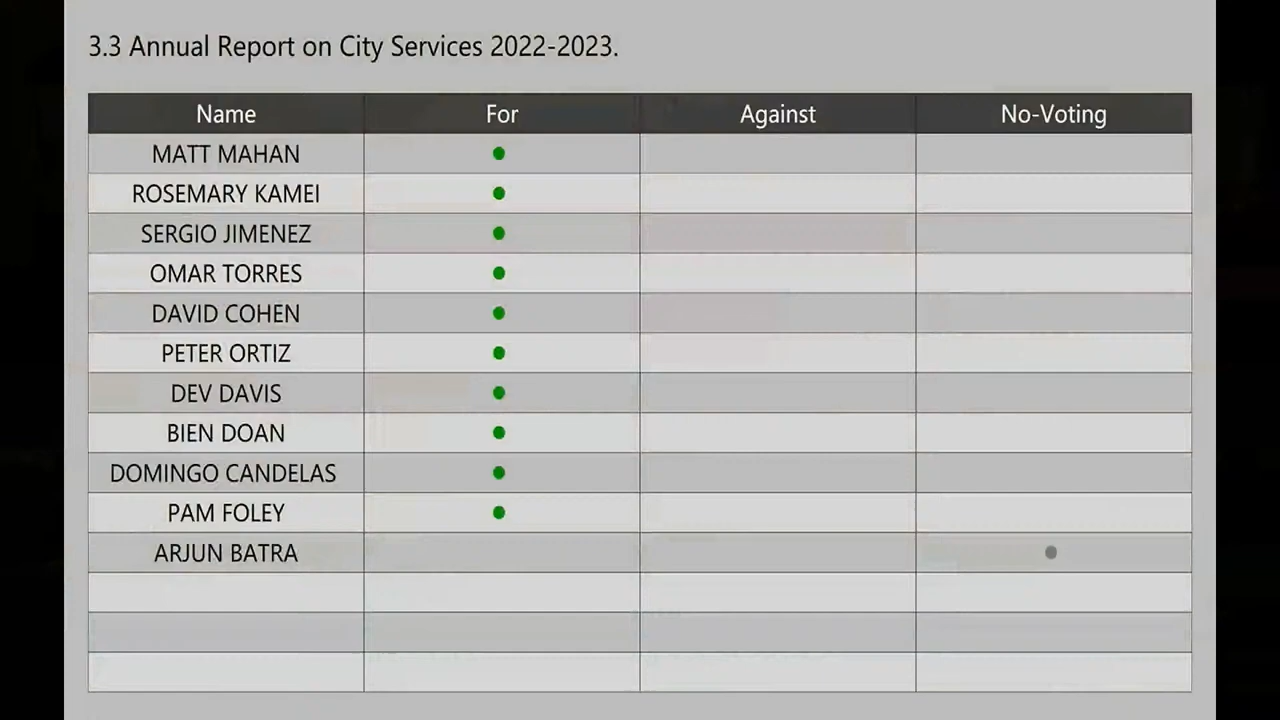 3.3 Annual Report on City Services 2022-2023.
Name For Against No-Voting
MATT MAHAN
ROSEMARY KAMEI
SERGIO JIMENEZ
OMAR TORRES
DAVID COHEN
PETER ORTIZ
DEV DAVIS
BIEN DOAN
DOMINGO CANDELAS
PAM FOLEY
ARJUN BATRA